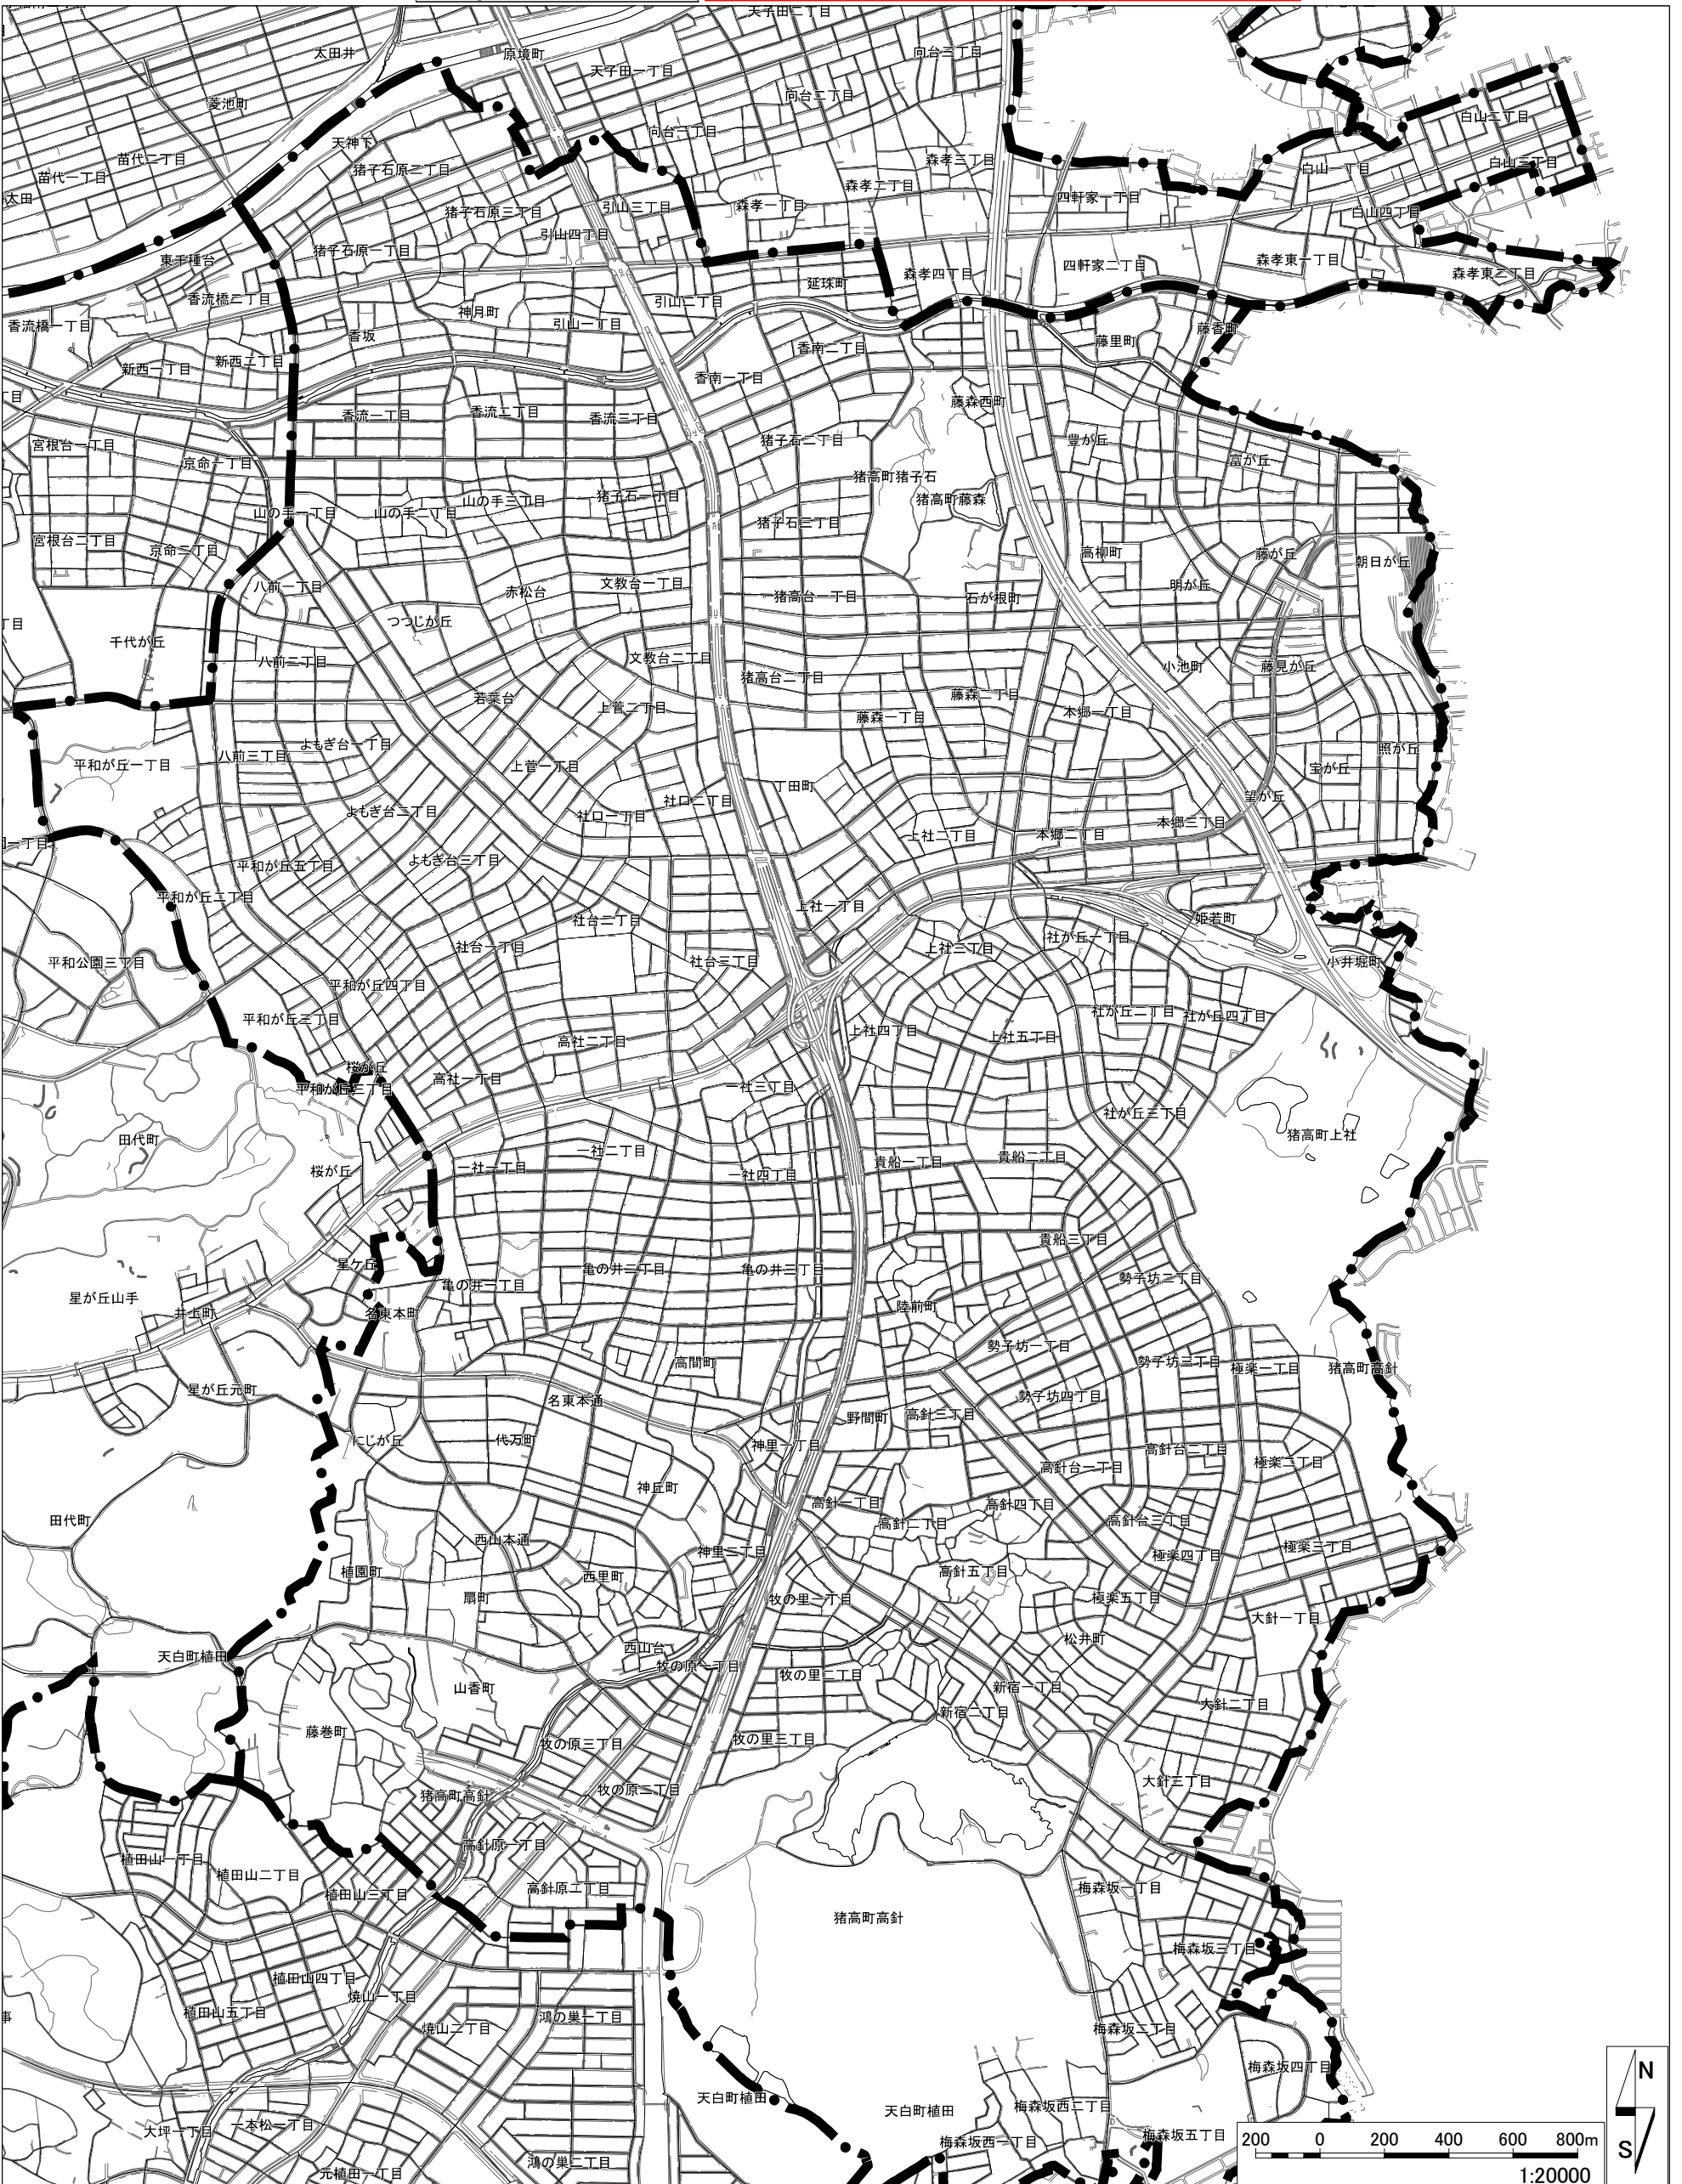 天子田二丁目
太田井
原境町
向台三丁目
天子田一丁目
菱池町
向台二丁目
白山二丁目
天神下
向台一丁目
苗代二丁目
猪子石原二丁目
森孝三丁目
白山一丁目
白山三丁目
苗代一丁目
森孝二丁目
太田
四軒家一丁目
猪子石原三丁目
引山三丁目
森孝一丁目
白山四丁目
引山四丁目
猪子石原一丁目
東千種台
森孝東一丁目
四軒家二丁目
森孝四丁目
森孝東二丁目
延珠町
香流橋二丁目
引山二丁目
神月町
香流橋一丁目
引山一丁目
藤香町
香坂
藤里町
香南二丁目
新西二丁目
新西一丁目
香南一丁目
丁目
藤森西町
香流一丁目
香流二丁目
香流三丁目
猪子石二丁目
豊が丘
宮根台一丁目
京命一丁目
富が丘
猪高町猪子石
猪子石一丁目
山の手三丁目
猪高町藤森
山の手一丁目
山の手二丁目
猪子石三丁目
宮根台二丁目
京命二丁目
高柳町
藤が丘
朝日が丘
八前一丁目
文教台一丁目
明が丘
赤松台
猪高台一丁目
石が根町
丁目
つつじが丘
千代が丘
八前二丁目
文教台二丁目
小池町
藤見が丘
猪高台二丁目
若葉台
藤森二丁目
上菅二丁目
藤森一丁目
本郷一丁目
よもぎ台一丁目
照が丘
八前三丁目
平和が丘一丁目
上菅一丁目
宝が丘
丁田町
望が丘
社口二丁目
よもぎ台二丁目
社口一丁目
本郷三丁目
上社二丁目
本郷二丁目
一丁目
よもぎ台三丁目
平和が丘五丁目
平和が丘二丁目
上社一丁目
社台二丁目
姫若町
社が丘一丁目
社台一丁目
上社三丁目
平和公園三丁目
社台三丁目
小井堀町
平和が丘四丁目
社が丘二丁目
社が丘四丁目
平和が丘三丁目
上社四丁目
上社五丁目
高社二丁目
桜が丘
高社一丁目
一社三丁目
平和が丘三丁目
社が丘三丁目
田代町
猪高町上社
一社二丁目
貴船一丁目
貴船二丁目
一社一丁目
桜が丘
一社四丁目
貴船三丁目
星ケ丘
亀の井二丁目
亀の井三丁目
勢子坊二丁目
亀の井一丁目
星が丘山手
陸前町
井上町
名東本町
勢子坊一丁目
高間町
勢子坊三丁目
極楽一丁目
猪高町高針
星が丘元町
勢子坊四丁目
名東本通
野間町
高針三丁目
にじが丘
代万町
神里一丁目
高針台二丁目
極楽二丁目
高針台一丁目
神丘町
高針一丁目
高針四丁目
田代町
高針二丁目
高針台三丁目
西山本通
神里二丁目
極楽三丁目
極楽四丁目
植園町
西里町
高針五丁目
扇町
牧の里一丁目
極楽五丁目
大針一丁目
松井町
西山台
天白町植田
牧の原一丁目
牧の里二丁目
山香町
新宿一丁目
大針二丁目
新宿二丁目
藤巻町
牧の里三丁目
牧の原三丁目
大針三丁目
牧の原二丁目
猪高町高針
高針原一丁目
植田山一丁目
植田山二丁目
高針原二丁目
梅森坂一丁目
植田山三丁目
猪高町高針
梅森坂三丁目
植田山四丁目
焼山一丁目
植田山五丁目
鴻の巣一丁目
事
焼山二丁目
梅森坂二丁目
梅森坂四丁目
天白町植田
梅森坂西二丁目
天白町植田
一本松一丁目
大坪一丁目
梅森坂五丁目
梅森坂西一丁目
鴻の巣二丁目
元植田一丁目
N
S
200 0 200 400 600 800m
1:20000